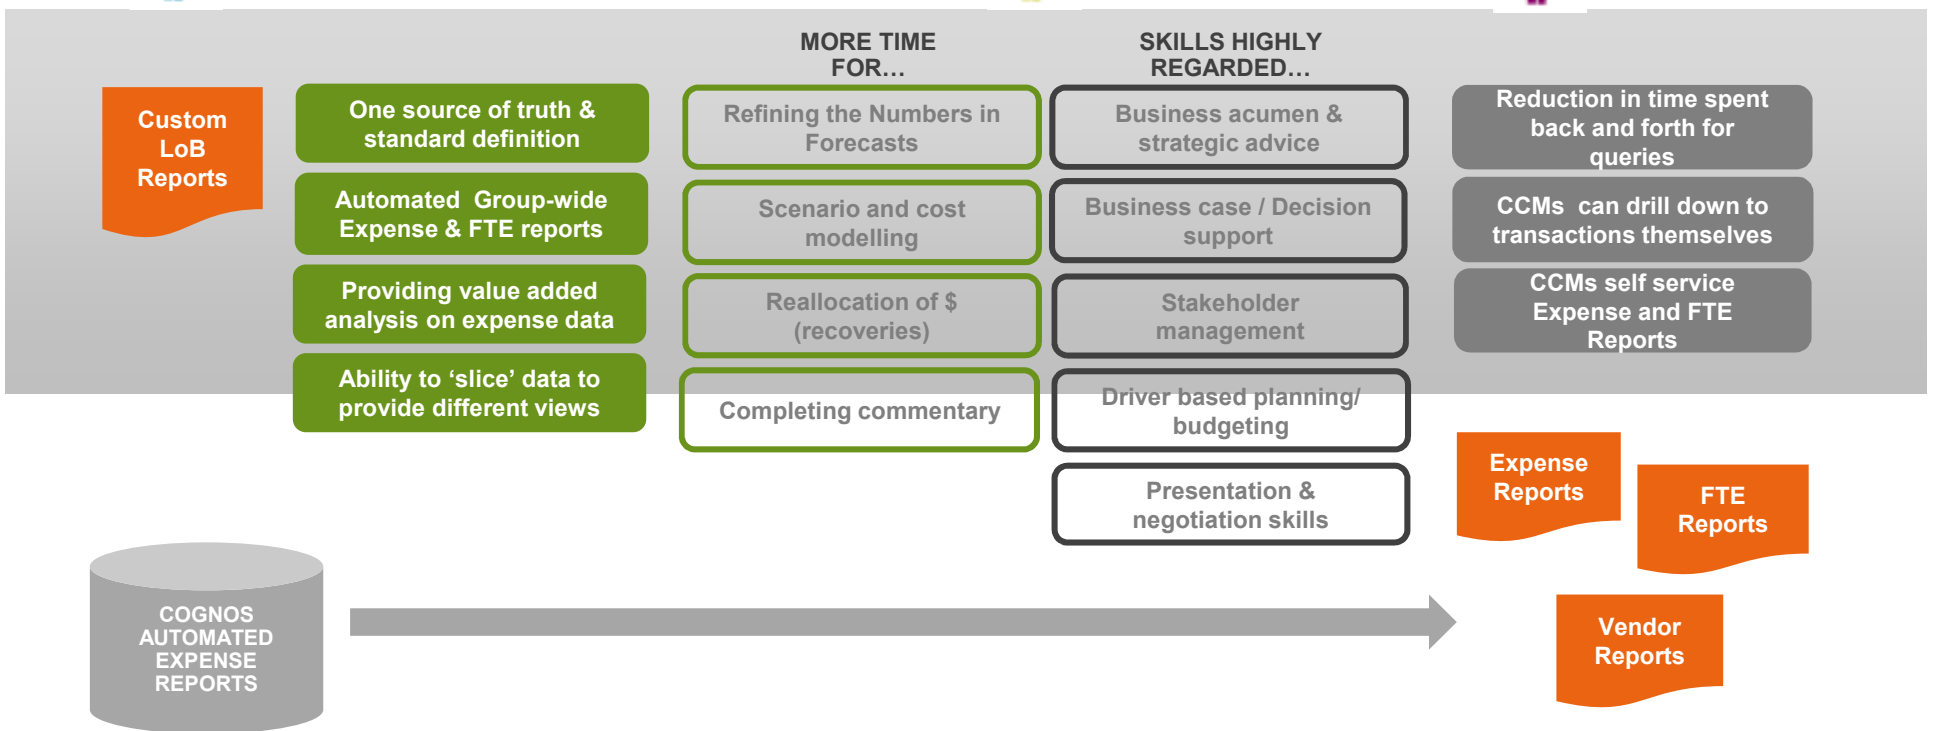 MORE TIME
FOR…
SKILLS HIGHLY
REGARDED…
Custom
LoB
Reports
One source of truth &
standard definition
Automated  Group-wide
Expense & FTE reports
Providing value added
analysis on expense data
Ability to ‘slice’ data to
provide different views
Refining the Numbers in
Forecasts
Scenario and cost
modelling
Reallocation of $
(recoveries)
Completing commentary
Business acumen &
strategic advice
Business case / Decision
support
Stakeholder
management
Driver based planning/
budgeting
Presentation &
negotiation skills
Reduction in time spent
back and forth for
queries
CCMs  can drill down to
transactions themselves
CCMs self service
Expense and FTE
Reports
Expense
Reports
FTE
Reports
Vendor
Reports
COGNOS
AUTOMATED
EXPENSE
REPORTS